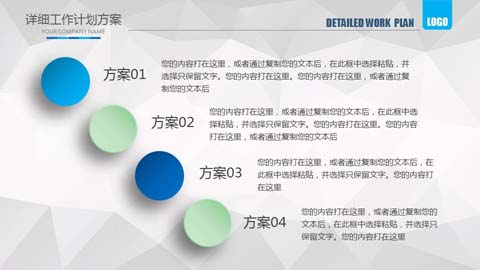 详细工作计划方案
YOUR COMPANY NAME
DETAILED WORK PLAN
LOGO
方案01
您的内容打在这里，或者通过复制您的文本后，在此框中选择粘贴，并
选择只保留文字。您的内容打在这里。您的内容打在这里，或者通过复
制您的文本后
方案02
您的内容打在这里，或者通过复制您的文本后，在此框中选
择粘贴，并选择只保留文字。您的内容打在这里。您的内容
打在这里，或者通过复制您的文本后
方案03
您的内容打在这里，或者通过复制您的文本后，在
此框中选择粘贴，并选择只保留文字。您的内容打
在这里
方案04
您的内容打在这里，或者通过复制您的文
本后，在此框中选择粘贴，并选择只保留
文字。您的内容打在这里